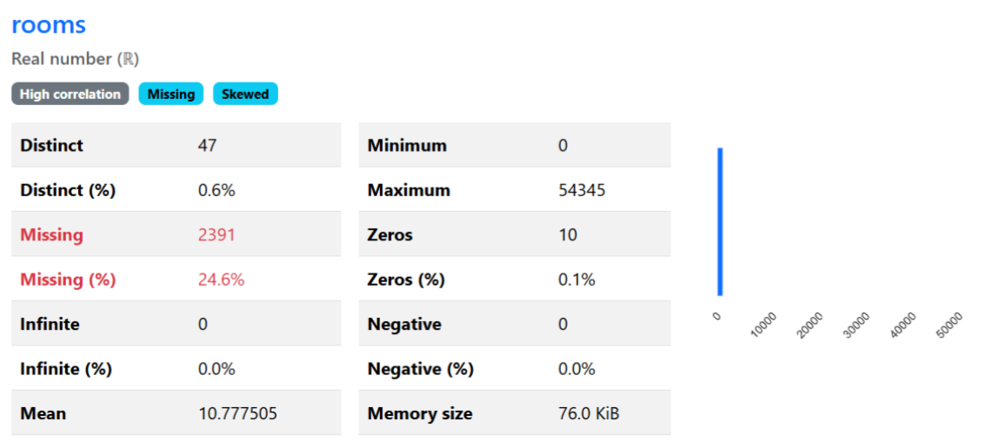 rooms
Real number (ℝ)
High correlation Missing Skewed
Distinct 47
Distinct (%) 0.6%
Missing 2391
Missing (%) 24.6%
Infinite 0
Infinite (%) 0.0%
Mean 10.777505
Minimum 0
Maximum 54345
Zeros 10
Zeros (%) 0.1%
Negative 0
Negative (%) 0.0%
Memory size 76.0 KiB
0 10000 20000 30000 40000 50000